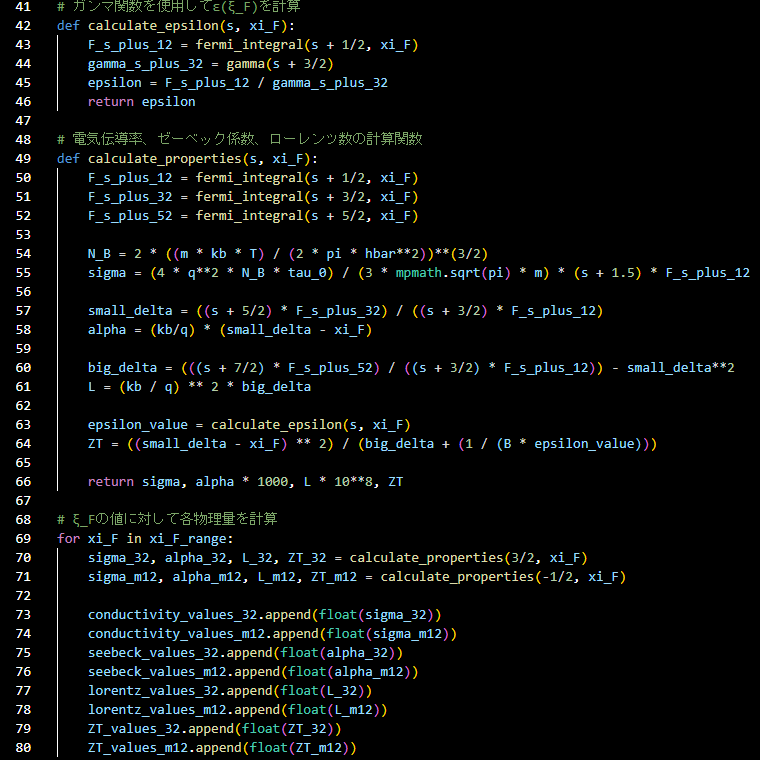 41 # ガンマ関数を使用してε(ξ_F)を計算
42 def calculate_epsilon(s, xi_F):
43     F_s_plus_12 = fermi_integral(s + 1/2, xi_F)
44     gamma_s_plus_32 = gamma(s + 3/2)
45     epsilon = F_s_plus_12 / gamma_s_plus_32
46     return epsilon
47
48 # 電気伝導率、ゼーベック係数、ローレンツ数の計算関数
49 def calculate_properties(s, xi_F):
50     F_s_plus_12 = fermi_integral(s + 1/2, xi_F)
51     F_s_plus_32 = fermi_integral(s + 3/2, xi_F)
52     F_s_plus_52 = fermi_integral(s + 5/2, xi_F)
53
54     N_B = 2 * ((m * kb * T) / (2 * pi * hbar**2))**(3/2)
55     sigma = (4 * q**2 * N_B * tau_0) / (3 * mpmath.sqrt(pi) * m) * (s + 1.5) * F_s_plus_12
56
57     small_delta = ((s + 5/2) * F_s_plus_32) / ((s + 3/2) * F_s_plus_12)
58     alpha = (kb/q) * (small_delta - xi_F)
59
60     big_delta = (((s + 7/2) * F_s_plus_52) / ((s + 3/2) * F_s_plus_12)) - small_delta**2
61     L = (kb / q) ** 2 * big_delta
62
63     epsilon_value = calculate_epsilon(s, xi_F)
64     ZT = ((small_delta - xi_F) ** 2) / (big_delta + (1 / (B * epsilon_value)))
65
66     return sigma, alpha * 1000, L * 10**8, ZT
67
68 # ξ_Fの値に対して各物理量を計算
69 for xi_F in xi_F_range:
70     sigma_32, alpha_32, L_32, ZT_32 = calculate_properties(3/2, xi_F)
71     sigma_m12, alpha_m12, L_m12, ZT_m12 = calculate_properties(-1/2, xi_F)
72
73     conductivity_values_32.append(float(sigma_32))
74     conductivity_values_m12.append(float(sigma_m12))
75     seebeck_values_32.append(float(alpha_32))
76     seebeck_values_m12.append(float(alpha_m12))
77     lorentz_values_32.append(float(L_32))
78     lorentz_values_m12.append(float(L_m12))
79     ZT_values_32.append(float(ZT_32))
80     ZT_values_m12.append(float(ZT_m12))